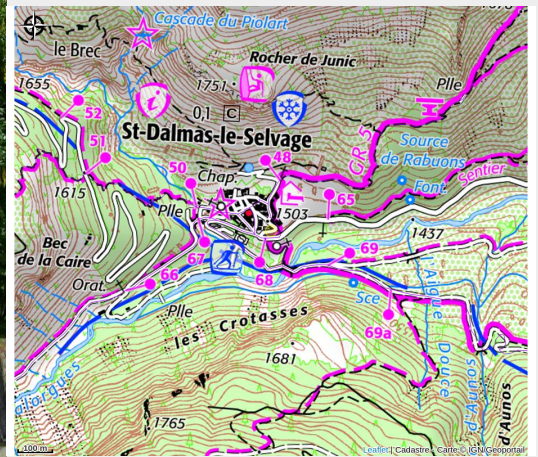 Cascade du Piolart
le Brec
Rocher de Junic
1655
1751
Plle
52
0,1 C
St-Dalmas-le-Selvage
GR 5
51
Source
de Rabuons
50
48
Chap.
Font.
Sentier
1615
Plle
65
1503
1437
Bec
de la Caire
67
69
Orat.
66
68
Sce
l'Aigue
Douce
Plle
les Crotasses
69a
1681
d'Aunos
d'Aunos
1765
100 m
Leaflet | Cadastre - Carte © IGN/Geoportail